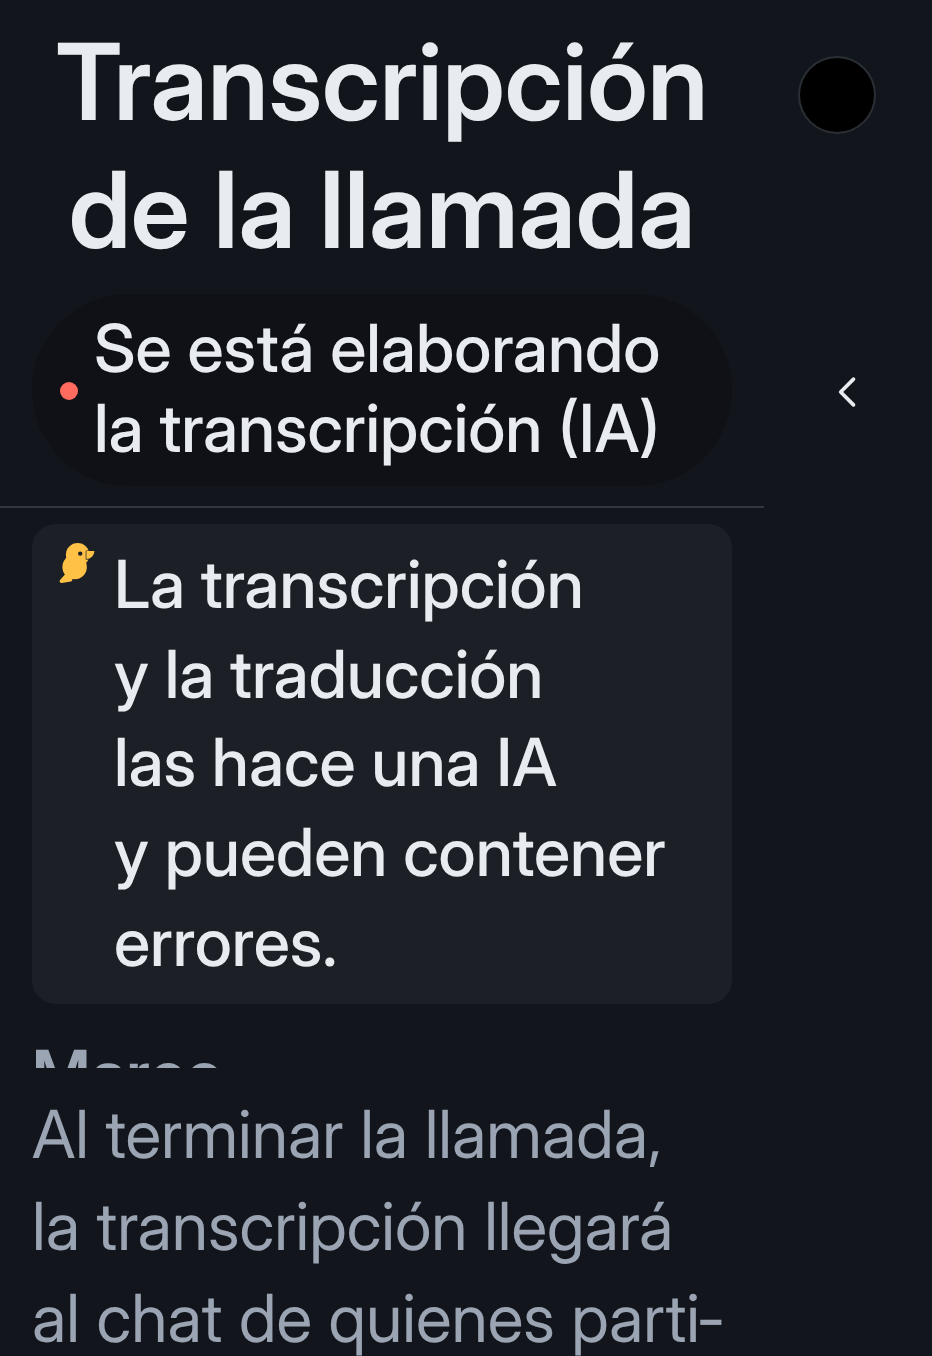 Transcripción
de la llamada
Se está elaborando
la transcripción (IA)
La transcripción
y la traducción
las hace una IA
y pueden contener
errores.
Al terminar la llamada,
la transcripción llegará
al chat de quienes parti-